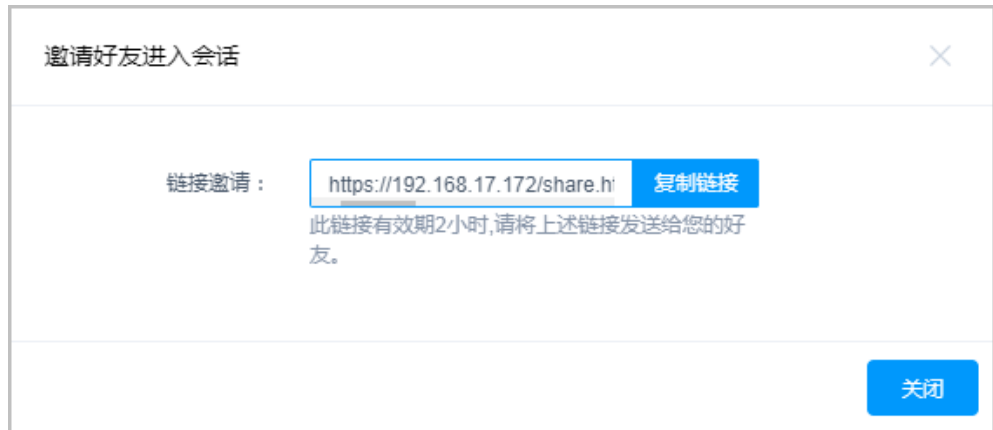 邀请好友进入会话
链接邀请：
https://192.168.17.172/share.ht
复制链接
此链接有效期2小时,请将上述链接发送给您的好
友。
关闭